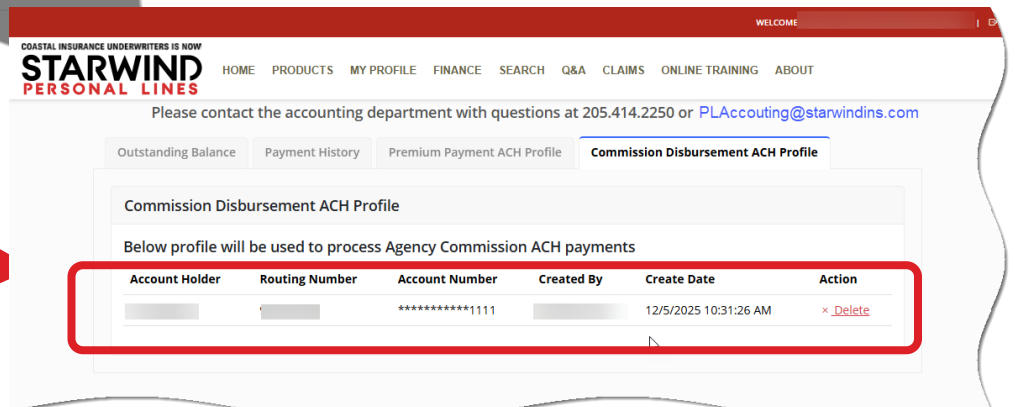 WELCOME
|
COASTAL INSURANCE UNDERWRITERS IS NOW
STARWIND
PERSONAL LINES
HOME PRODUCTS MY PROFILE FINANCE SEARCH Q&A CLAIMS ONLINE TRAINING ABOUT
Please contact the accounting department with questions at 205.414.2250 or PLAccouting@starwindins.com
Outstanding Balance Payment History Premium Payment ACH Profile Commission Disbursement ACH Profile
Commission Disbursement ACH Profile
Below profile will be used to process Agency Commission ACH payments
Account Holder Routing Number Account Number Created By Create Date Action
***********1111 12/5/2025 10:31:26 AM × Delete